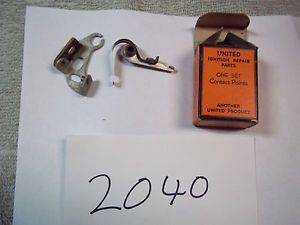 UNITED
IGNITION REPAIR
PARTS
ONE SET
Contact Points
ANOTHER
UNITED PRODUCT
2040